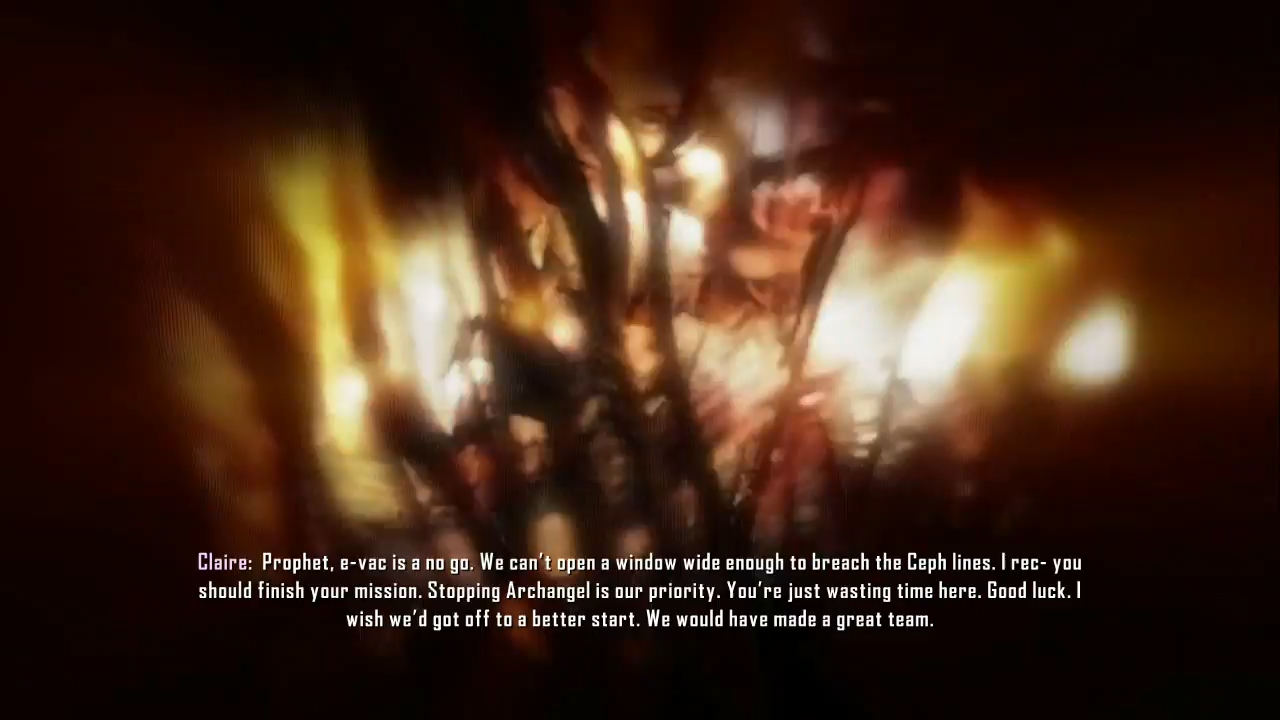 Claire: Prophet, e-vac is a no go. We can't open a window wide enough to breach the Ceph lines. I rec- you
should finish your mission. Stopping Archangel is our priority. You're just wasting time here. Good luck. I
wish we'd got off to a better start. We would have made a great team.